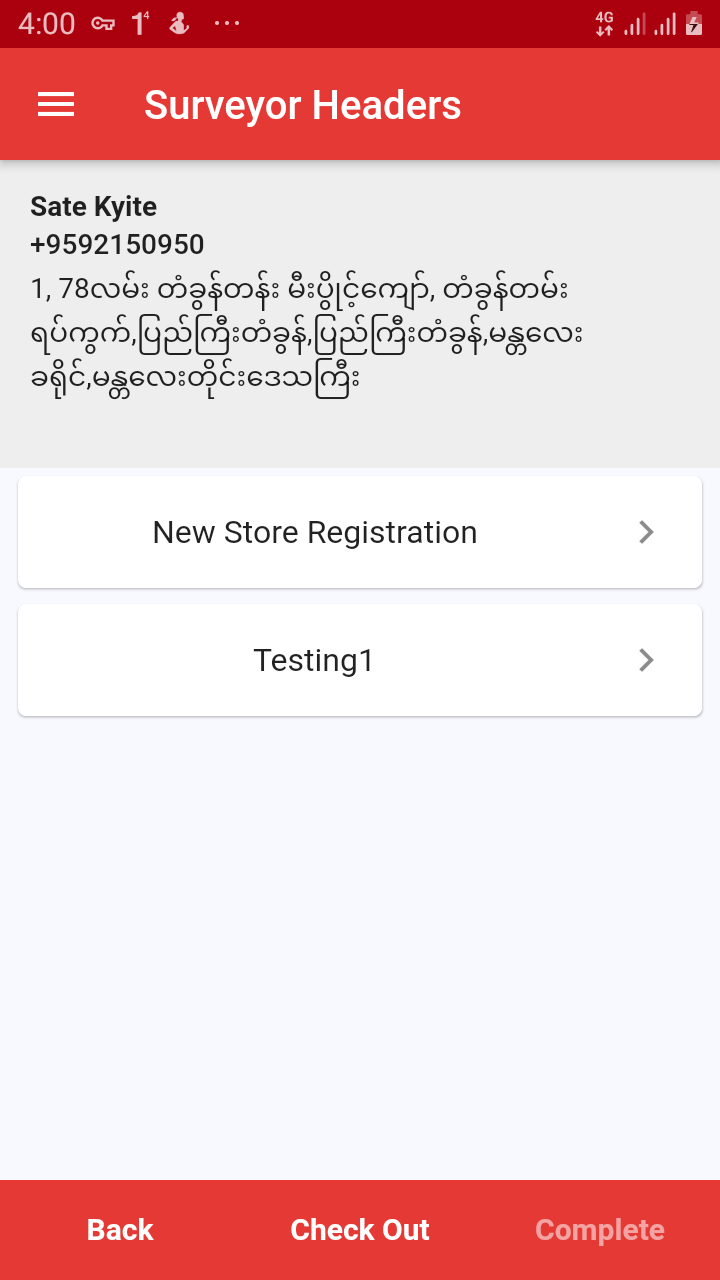 4:00
4G
Surveyor Headers
Sate Kyite
+9592150950
1, 78လမ်း တံခွန်တန်း မီးပွိုင့်ကျော်, တံခွန်တမ်း
ရပ်ကွက်,ပြည်ကြီးတံခွန်,ပြည်ကြီးတံခွန်,မန္တလေး
ခရိုင်,မန္တလေးတိုင်းဒေသကြီး
New Store Registration
Testing1
Back Check Out Complete